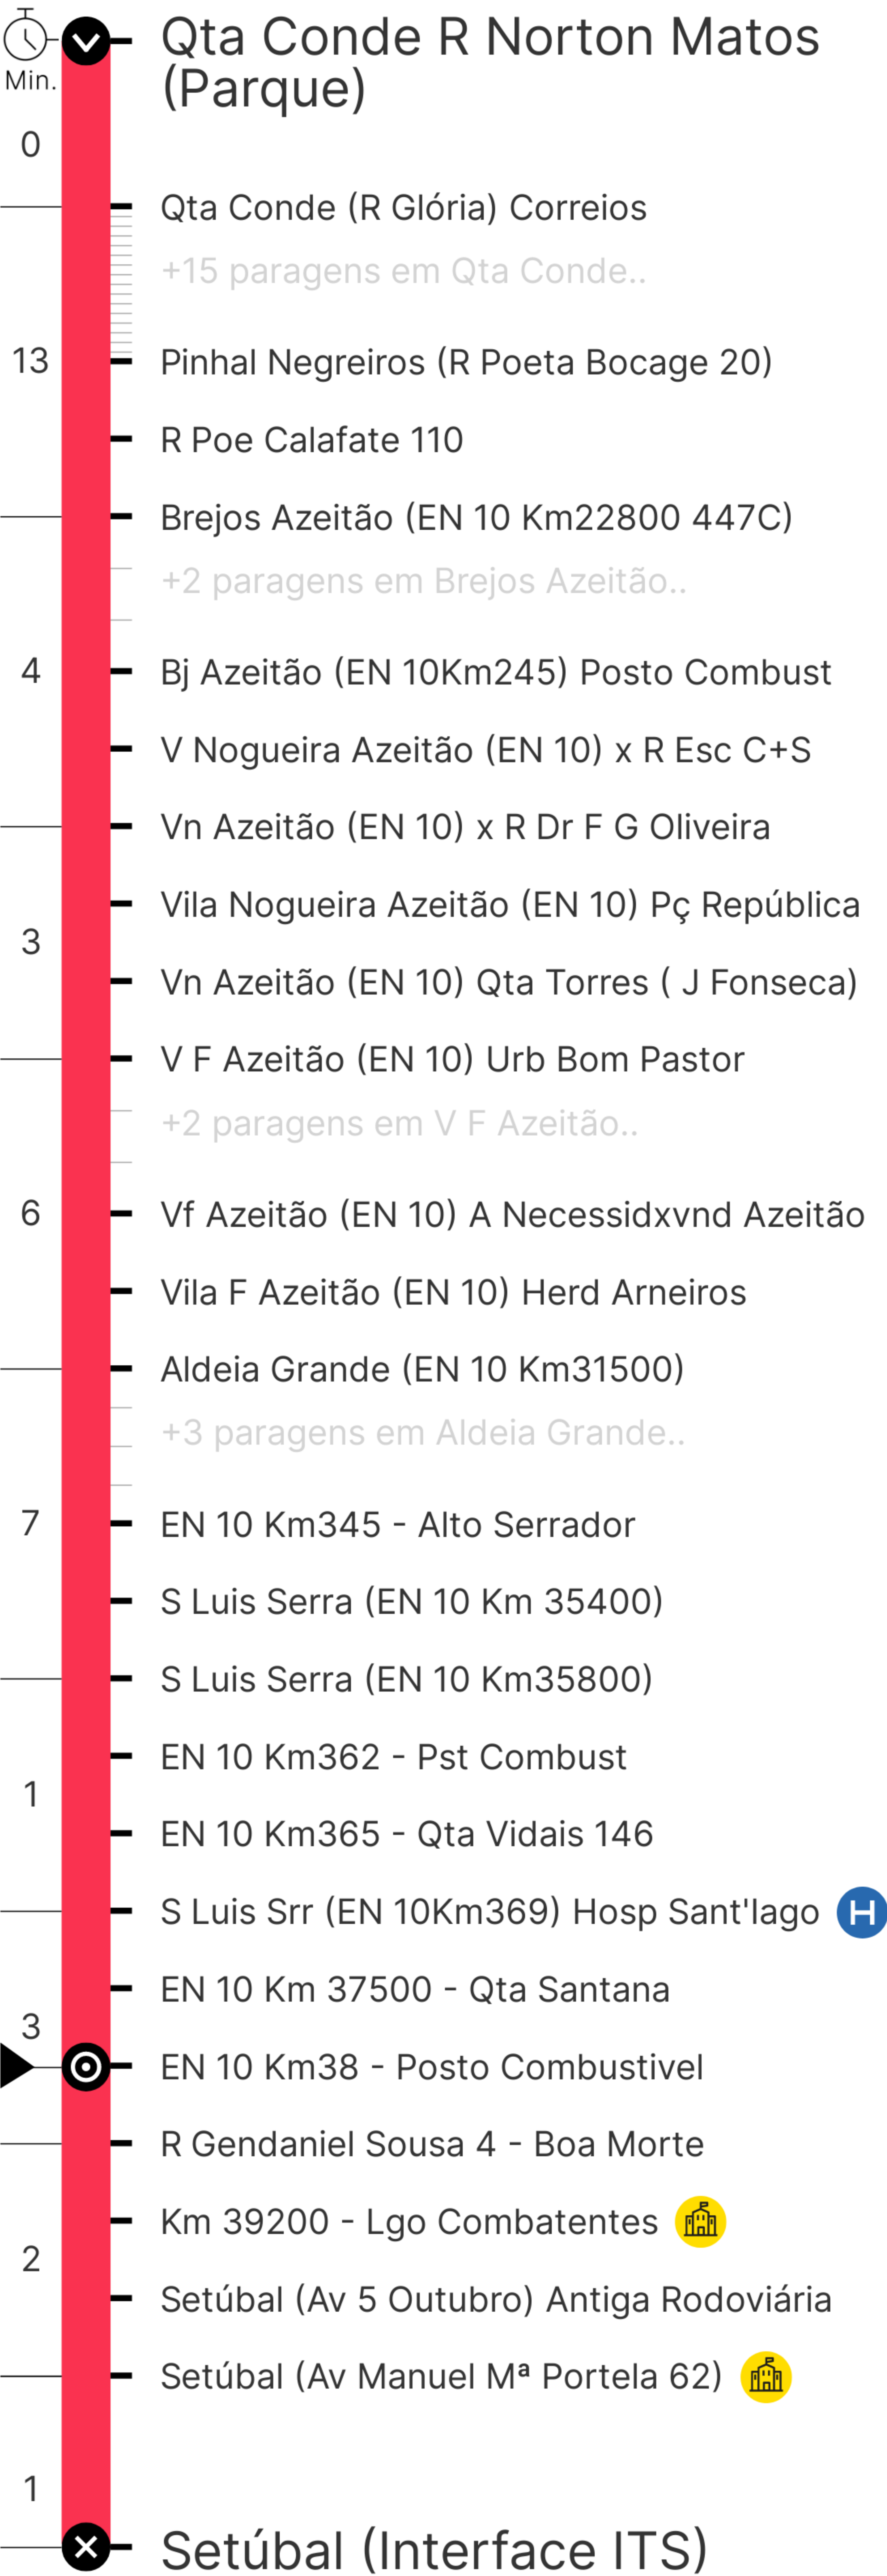 Min.
Qta Conde R Norton Matos
(Parque)
0
Qta Conde (R Glória) Correios
+15 paragens em Qta Conde..
13
Pinhal Negreiros (R Poeta Bocage 20)
R Poe Calafate 110
Brejos Azeitão (EN 10 Km22800 447C)
+2 paragens em Brejos Azeitão..
4
Bj Azeitão (EN 10Km245) Posto Combust
V Nogueira Azeitão (EN 10) x R Esc C+S
Vn Azeitão (EN 10) x R Dr F G Oliveira
Vila Nogueira Azeitão (EN 10) Pç República
3
Vn Azeitão (EN 10) Qta Torres ( J Fonseca)
V F Azeitão (EN 10) Urb Bom Pastor
+2 paragens em V F Azeitão..
6
Vf Azeitão (EN 10) A Necessidxvnd Azeitão
Vila F Azeitão (EN 10) Herd Arneiros
Aldeia Grande (EN 10 Km31500)
+3 paragens em Aldeia Grande..
7
EN 10 Km345 - Alto Serrador
S Luis Serra (EN 10 Km 35400)
S Luis Serra (EN 10 Km35800)
EN 10 Km362 - Pst Combust
1
EN 10 Km365 - Qta Vidais 146
S Luis Srr (EN 10Km369) Hosp Sant'lago H
EN 10 Km 37500 - Qta Santana
3
EN 10 Km38 - Posto Combustivel
R Gendaniel Sousa 4 - Boa Morte
Km 39200 - Lgo Combatentes
2
Setúbal (Av 5 Outubro) Antiga Rodoviária
Setúbal (Av Manuel Mª Portela 62)
1
Setúbal (Interface ITS)